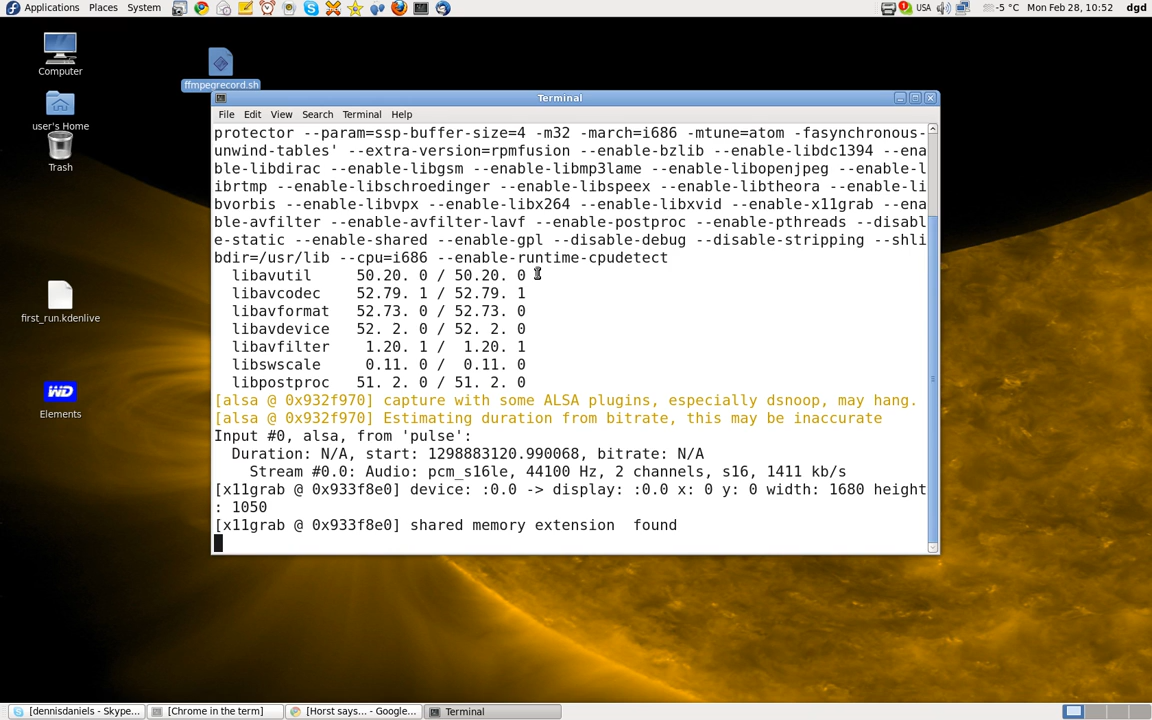 Applications Places System
1 USA -5 °C Mon Feb 28, 10:52 dgd
Computer
ffmpegrecord.sh
user's Home
Trash
first_run.kdenlive
WD
Elements
Terminal
File Edit View Search Terminal Help
protector --param=ssp-buffer-size=4 -m32 -march=i686 -mtune=atom -fasynchronous-
unwind-tables' --extra-version=rpmfusion --enable-bzlib --enable-libdc1394 --ena
ble-libdirac --enable-libgsm --enable-libmp3lame --enable-libopenjpeg --enable-l
ibrtmp --enable-libschroedinger --enable-libspeex --enable-libtheora --enable-li
bvorbis --enable-libvpx --enable-libx264 --enable-libxvid --enable-x11grab --ena
ble-avfilter --enable-avfilter-lavf --enable-postproc --enable-pthreads --disabl
e-static --enable-shared --enable-gpl --disable-debug --disable-stripping --shli
bdir=/usr/lib --cpu=i686 --enable-runtime-cpudetect
libavutil 50.20. 0 / 50.20. 0
libavcodec 52.79. 1 / 52.79. 1
libavformat 52.73. 0 / 52.73. 0
libavdevice 52. 2. 0 / 52. 2. 0
libavfilter 1.20. 1 / 1.20. 1
libswscale 0.11. 0 / 0.11. 0
libpostproc 51. 2. 0 / 51. 2. 0
[alsa @ 0x932f970] capture with some ALSA plugins, especially dsnoop, may hang.
[alsa @ 0x932f970] Estimating duration from bitrate, this may be inaccurate
Input #0, alsa, from 'pulse':
Duration: N/A, start: 1298883120.990068, bitrate: N/A
Stream #0.0: Audio: pcm_s16le, 44100 Hz, 2 channels, s16, 1411 kb/s
[x11grab @ 0x933f8e0] device: :0.0 -> display: :0.0 x: 0 y: 0 width: 1680 height
: 1050
[x11grab @ 0x933f8e0] shared memory extension found
[dennisdaniels - Skype... [Chrome in the term] [Horst says... - Google... Terminal